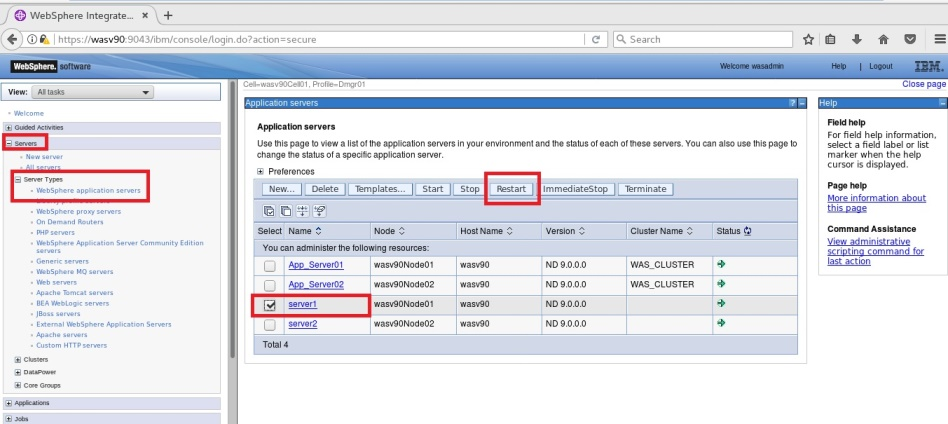 WebSphere Integrate...
https://wasv90:9043/ibm/console/login.do?action=secure
Search
WebSphere. software
Welcome wasadmin
Help | Logout
IBM.
View: All tasks
Cell=wasv90Cell01, Profile=Dmgr01
Close page
Welcome
Guided Activities
Servers
New server
All servers
Server Types
WebSphere application servers
WebSphere proxy servers
On Demand Routers
PHP servers
WebSphere Application Server Community Edition
servers
Generic servers
WebSphere MQ servers
Web servers
Apache Tomcat servers
BEA WebLogic servers
JBoss servers
External WebSphere Application Servers
Apache servers
Custom HTTP servers
Clusters
DataPower
Core Groups
Applications
Jobs
Application servers
Application servers
Use this page to view a list of the application servers in your environment and the status of each of these servers. You can also use this page to
change the status of a specific application server.
Preferences
New... Delete Templates... Start Stop Restart ImmediateStop Terminate
Select Name Node Host Name Version Cluster Name Status
You can administer the following resources:
App_Server01 wasv90Node01 wasv90 ND 9.0.0.0 WAS_CLUSTER
App_Server02 wasv90Node02 wasv90 ND 9.0.0.0 WAS_CLUSTER
server1 wasv90Node01 wasv90 ND 9.0.0.0
server2 wasv90Node02 wasv90 ND 9.0.0.0
Total 4
Help
Field help
For field help information,
select a field label or list
marker when the help
cursor is displayed.
Page help
More information about
this page
Command Assistance
View administrative
scripting command for
last action